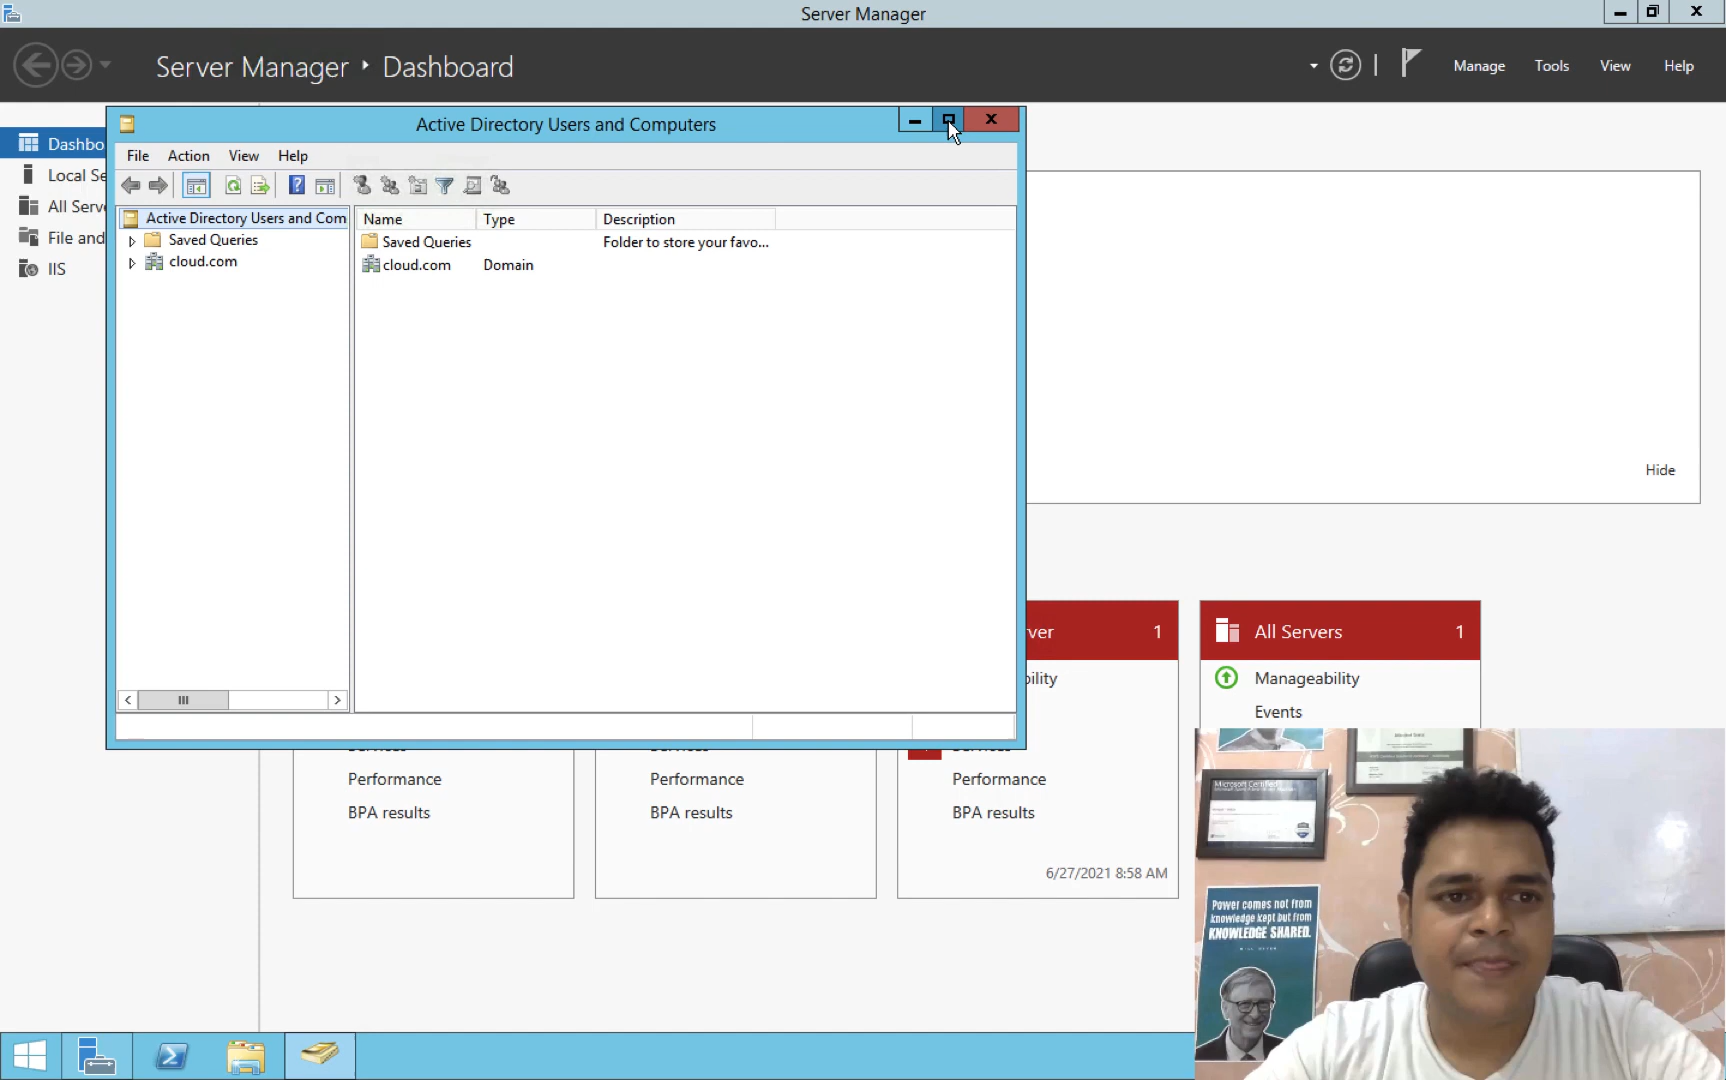 Server Manager
Server Manager
Dashboard
Manage
Tools
View
Help
Dashbo
Local Se
All Serve
File and
IIS
Active Directory Users and Computers
File
Action
View
Help
Active Directory Users and Com
Saved Queries
cloud.com
Name
Type
Description
Saved Queries
Folder to store your favo...
cloud.com
Domain
Hide
ver
1
All Servers
1
bility
Manageability
Events
Performance
BPA results
Performance
BPA results
Performance
BPA results
6/27/2021 8:58 AM
Microsoft Certified
Power comes not from
knowledge kept but from
KNOWLEDGE SHARED.